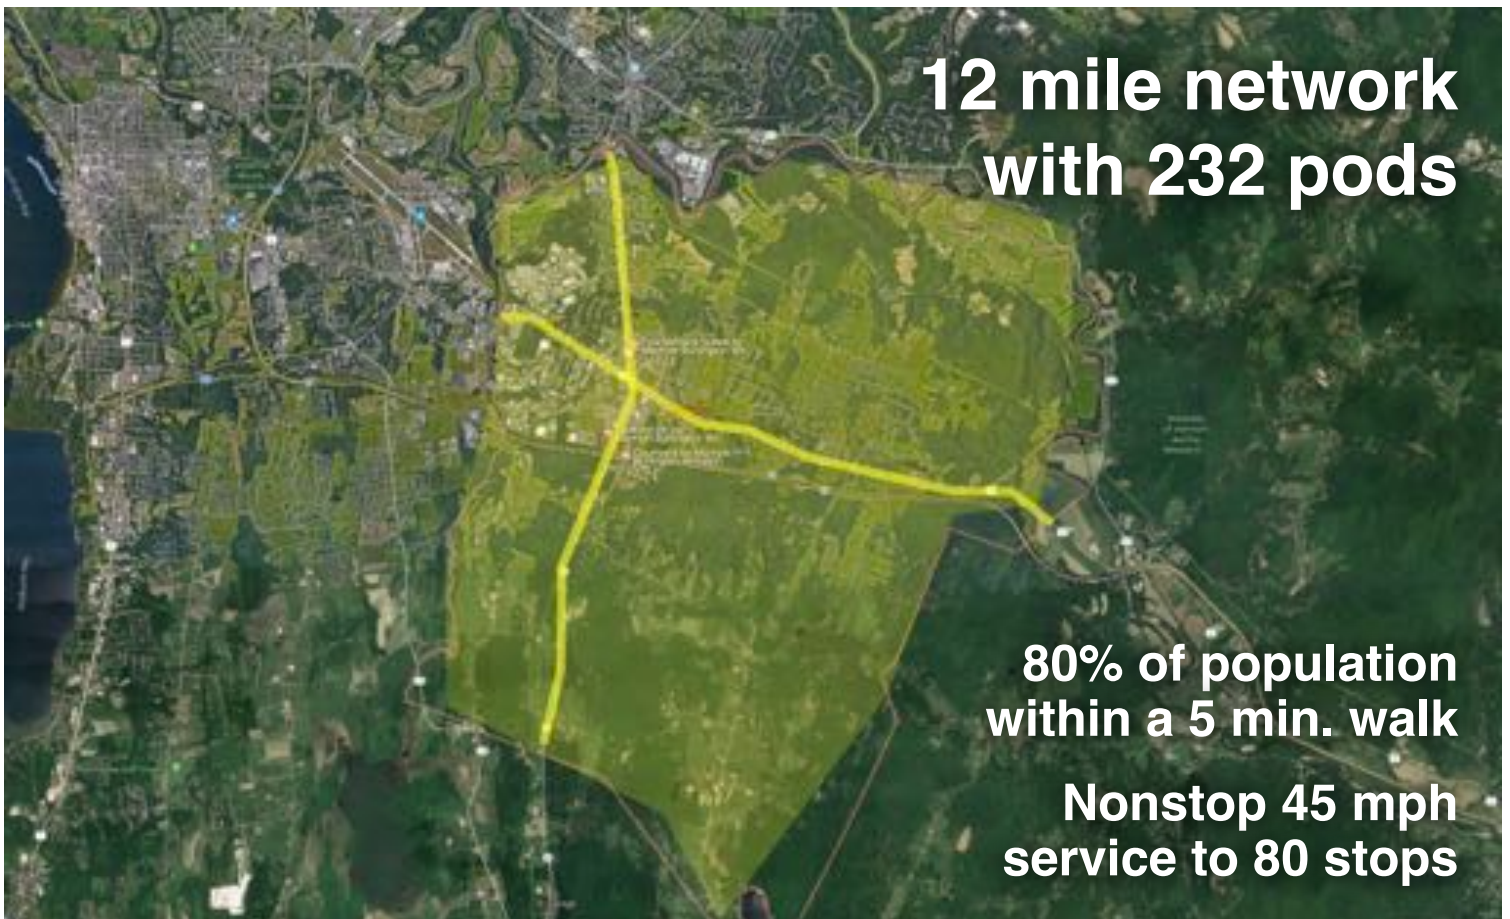 12 mile network
with 232 pods
80% of population
within a 5 min. walk
Nonstop 45 mph
service to 80 stops